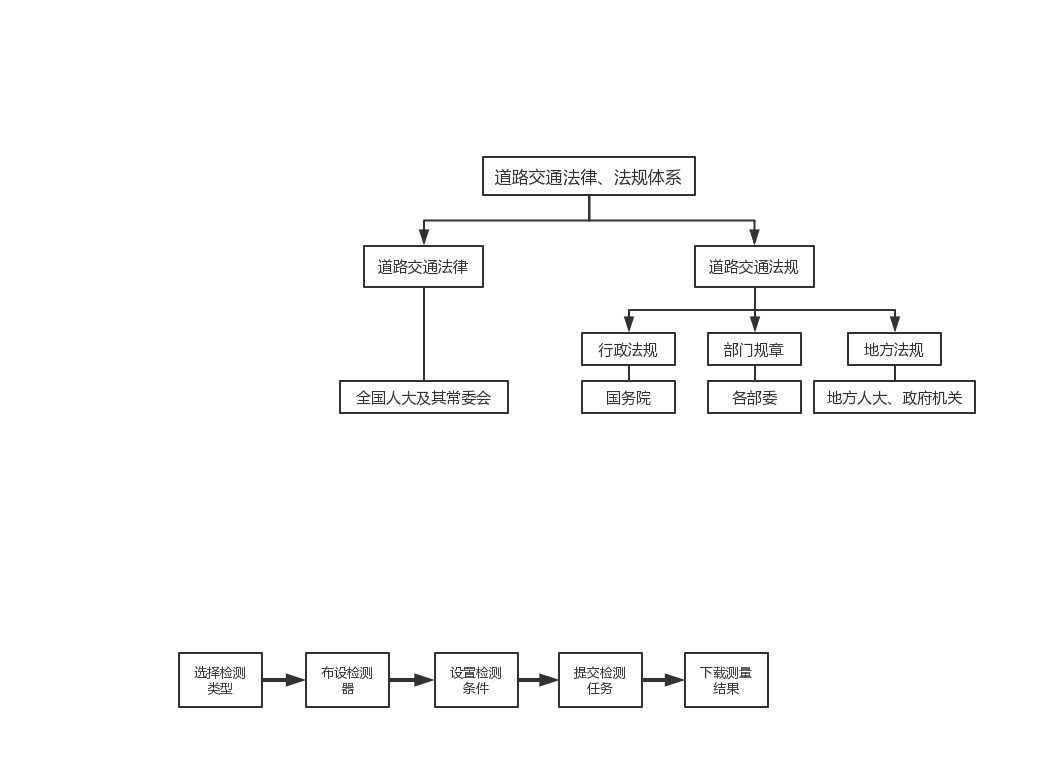 道路交通法律、法规体系
道路交通法律
道路交通法规
行政法规
部门规章
地方法规
全国人大及其常委会
国务院
各部委
地方人大、政府机关
选择检测
类型
布设检测
器
设置检测
条件
提交检测
任务
下载测量
结果